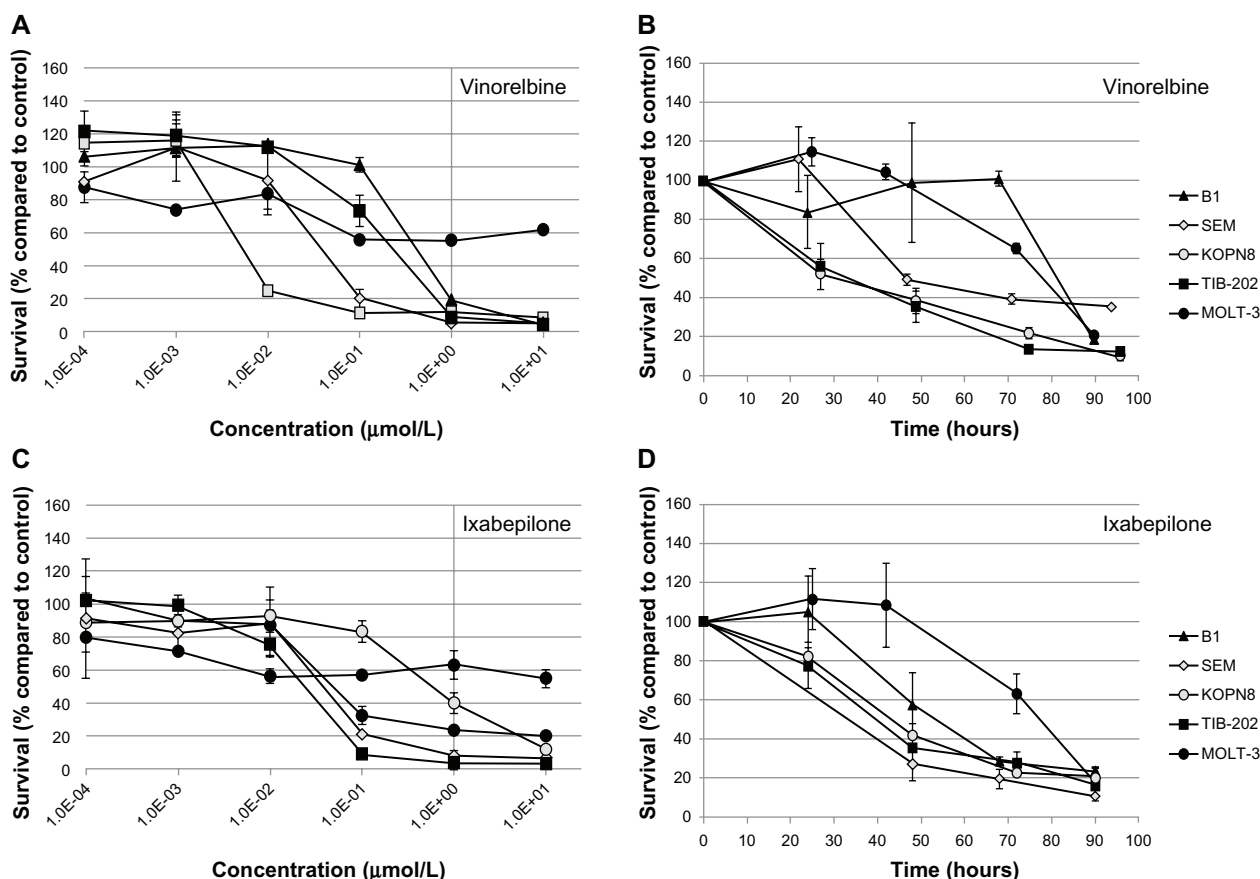 A
Survival (% compared to control)
160
140
120
100
80
60
40
20
0
Vinorelbine
1.0E-04
1.0E-03
1.0E-02
1.0E-01
1.0E+00
1.0E+01
Concentration (μmol/L)
B
Survival (% compared to control)
160
140
120
100
80
60
40
20
0
Vinorelbine
0
10
20
30
40
50
60
70
80
90
100
Time (hours)
B1
SEM
KOPN8
TIB-202
MOLT-3
C
Survival (% compared to control)
160
140
120
100
80
60
40
20
0
Ixabepilone
1.0E-04
1.0E-03
1.0E-02
1.0E-01
1.0E+00
1.0E+01
Concentration (μmol/L)
D
Survival (% compared to control)
160
140
120
100
80
60
40
20
0
Ixabepilone
0
10
20
30
40
50
60
70
80
90
100
Time (hours)
B1
SEM
KOPN8
TIB-202
MOLT-3